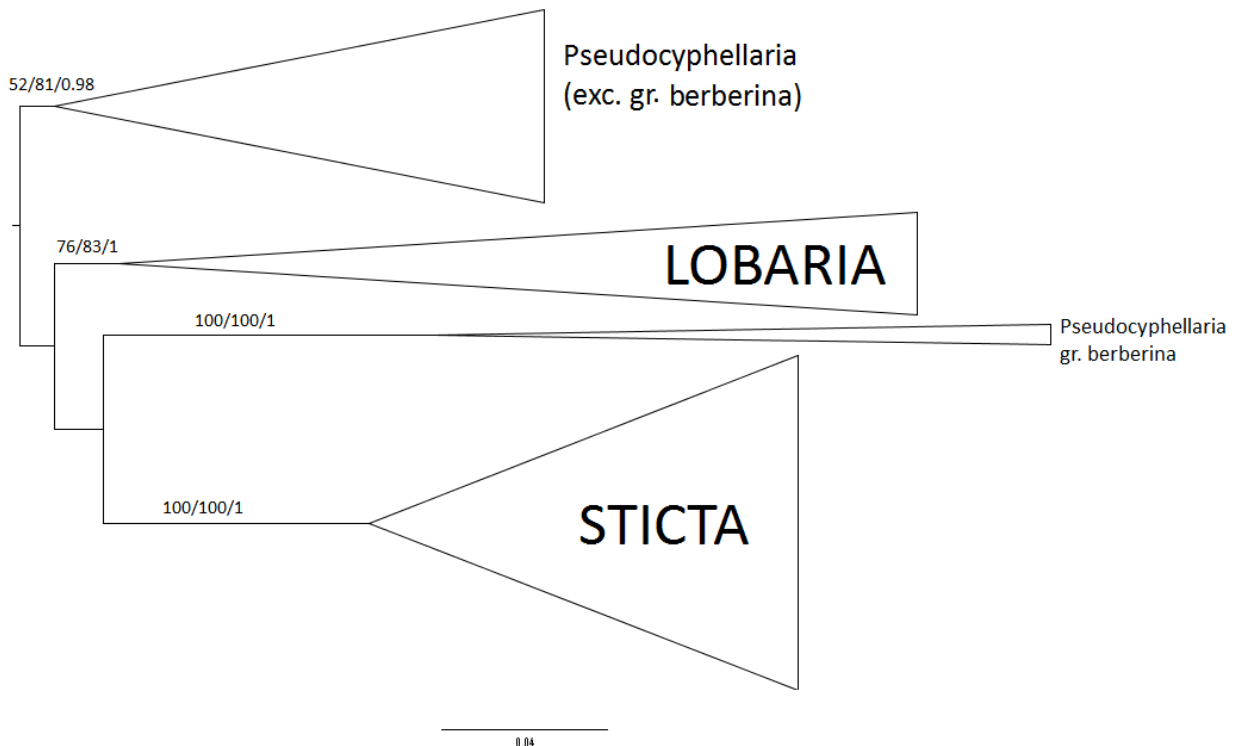 52/81/0.98
Pseudocyphellaria
(exc. gr. berberina)
76/83/1
LOBARIA
100/100/1
Pseudocyphellaria
gr. berberina
100/100/1
STICTA
0.04